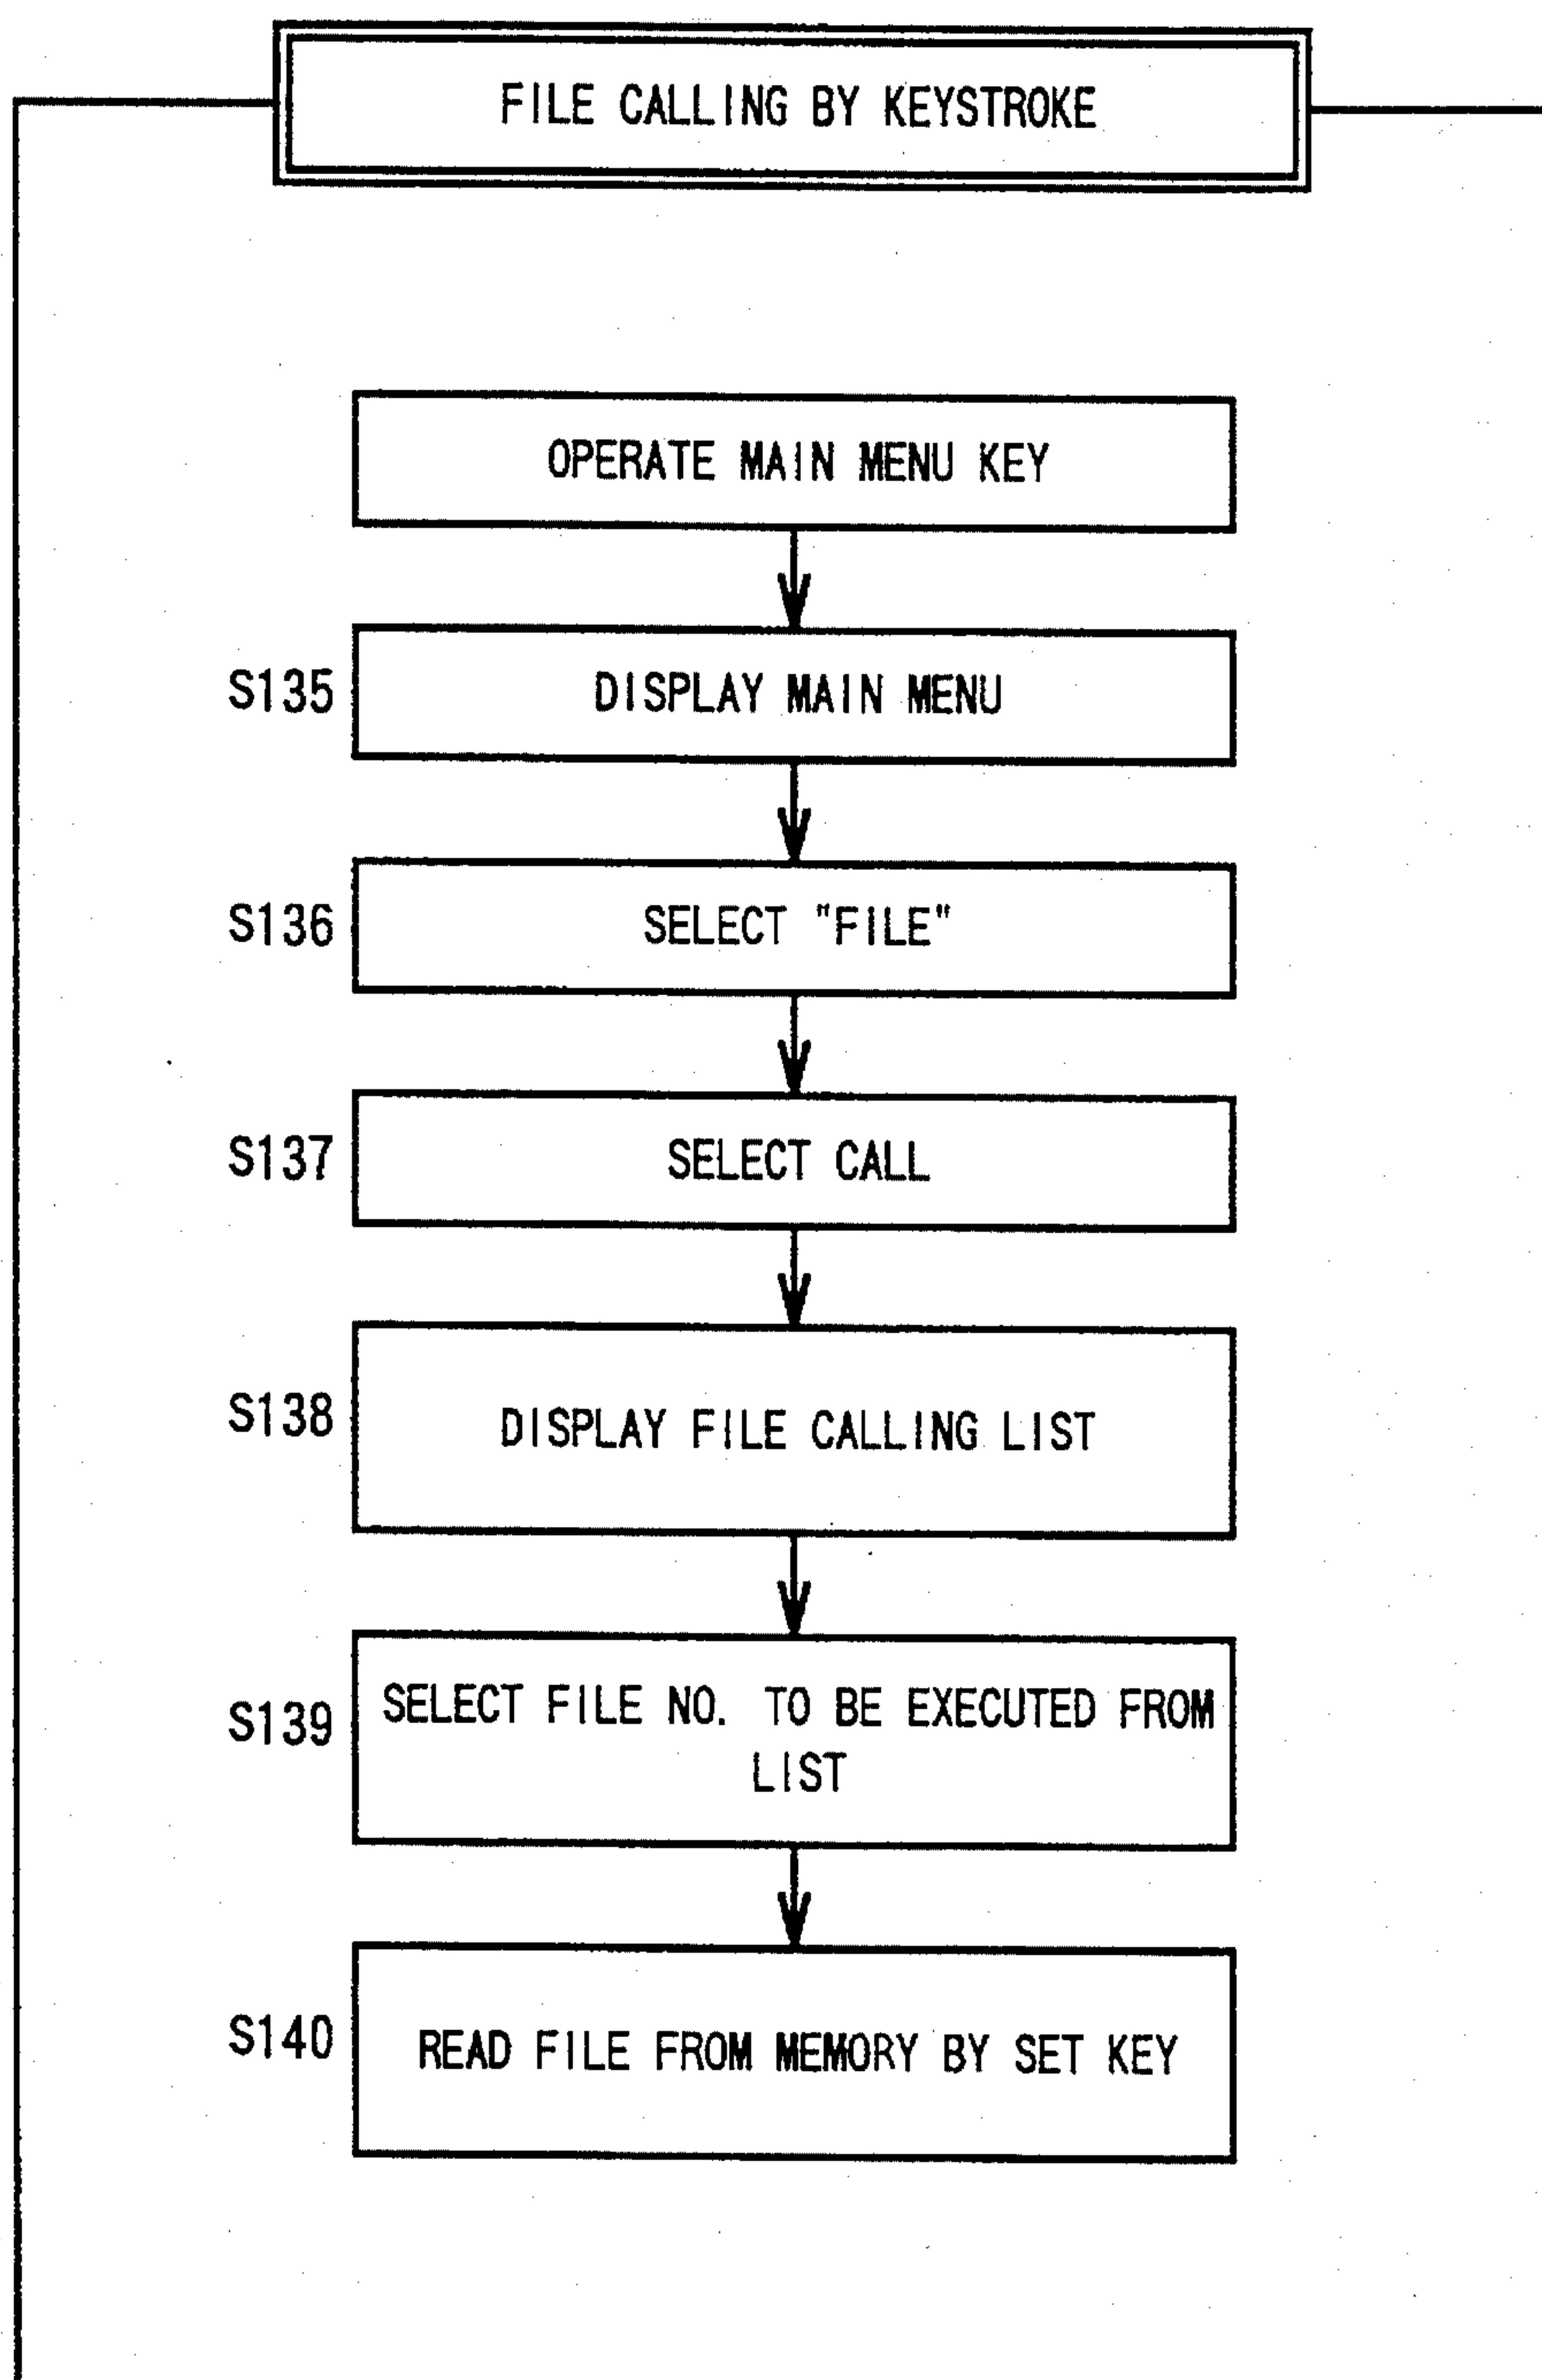 FILE CALLING BY KEYSTROKE
OPERATE MAIN MENU KEY
S135
DISPLAY MAIN MENU
S136
SELECT "FILE"
S137
SELECT CALL
S138
DISPLAY FILE CALLING LIST
S139
SELECT FILE NO. TO BE EXECUTED FROM
LIST
S140
READ FILE FROM MEMORY BY SET KEY